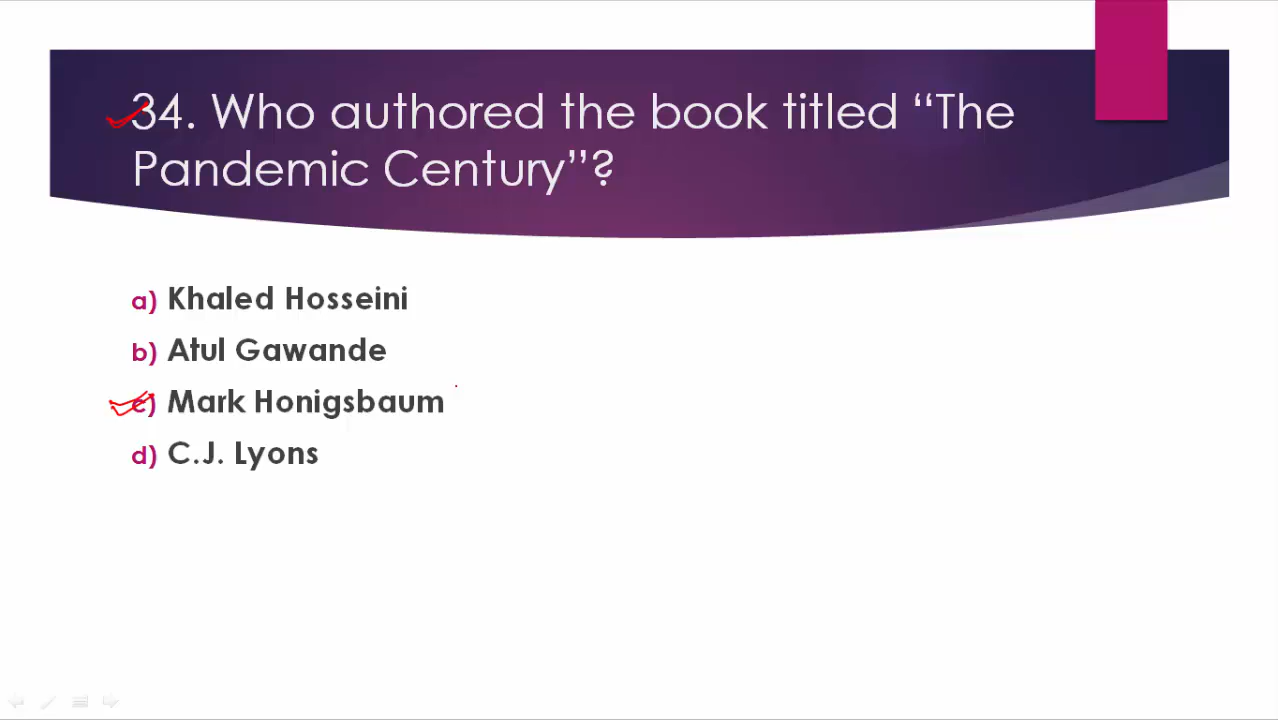 34. Who authored the book titled “The
Pandemic Century”?
a) Khaled Hosseini
b) Atul Gawande
c) Mark Honigsbaum
d) C.J. Lyons